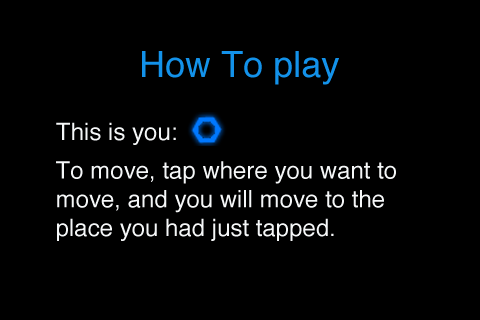 How To play
This is you:
To move, tap where you want to
move, and you will move to the
place you had just tapped.